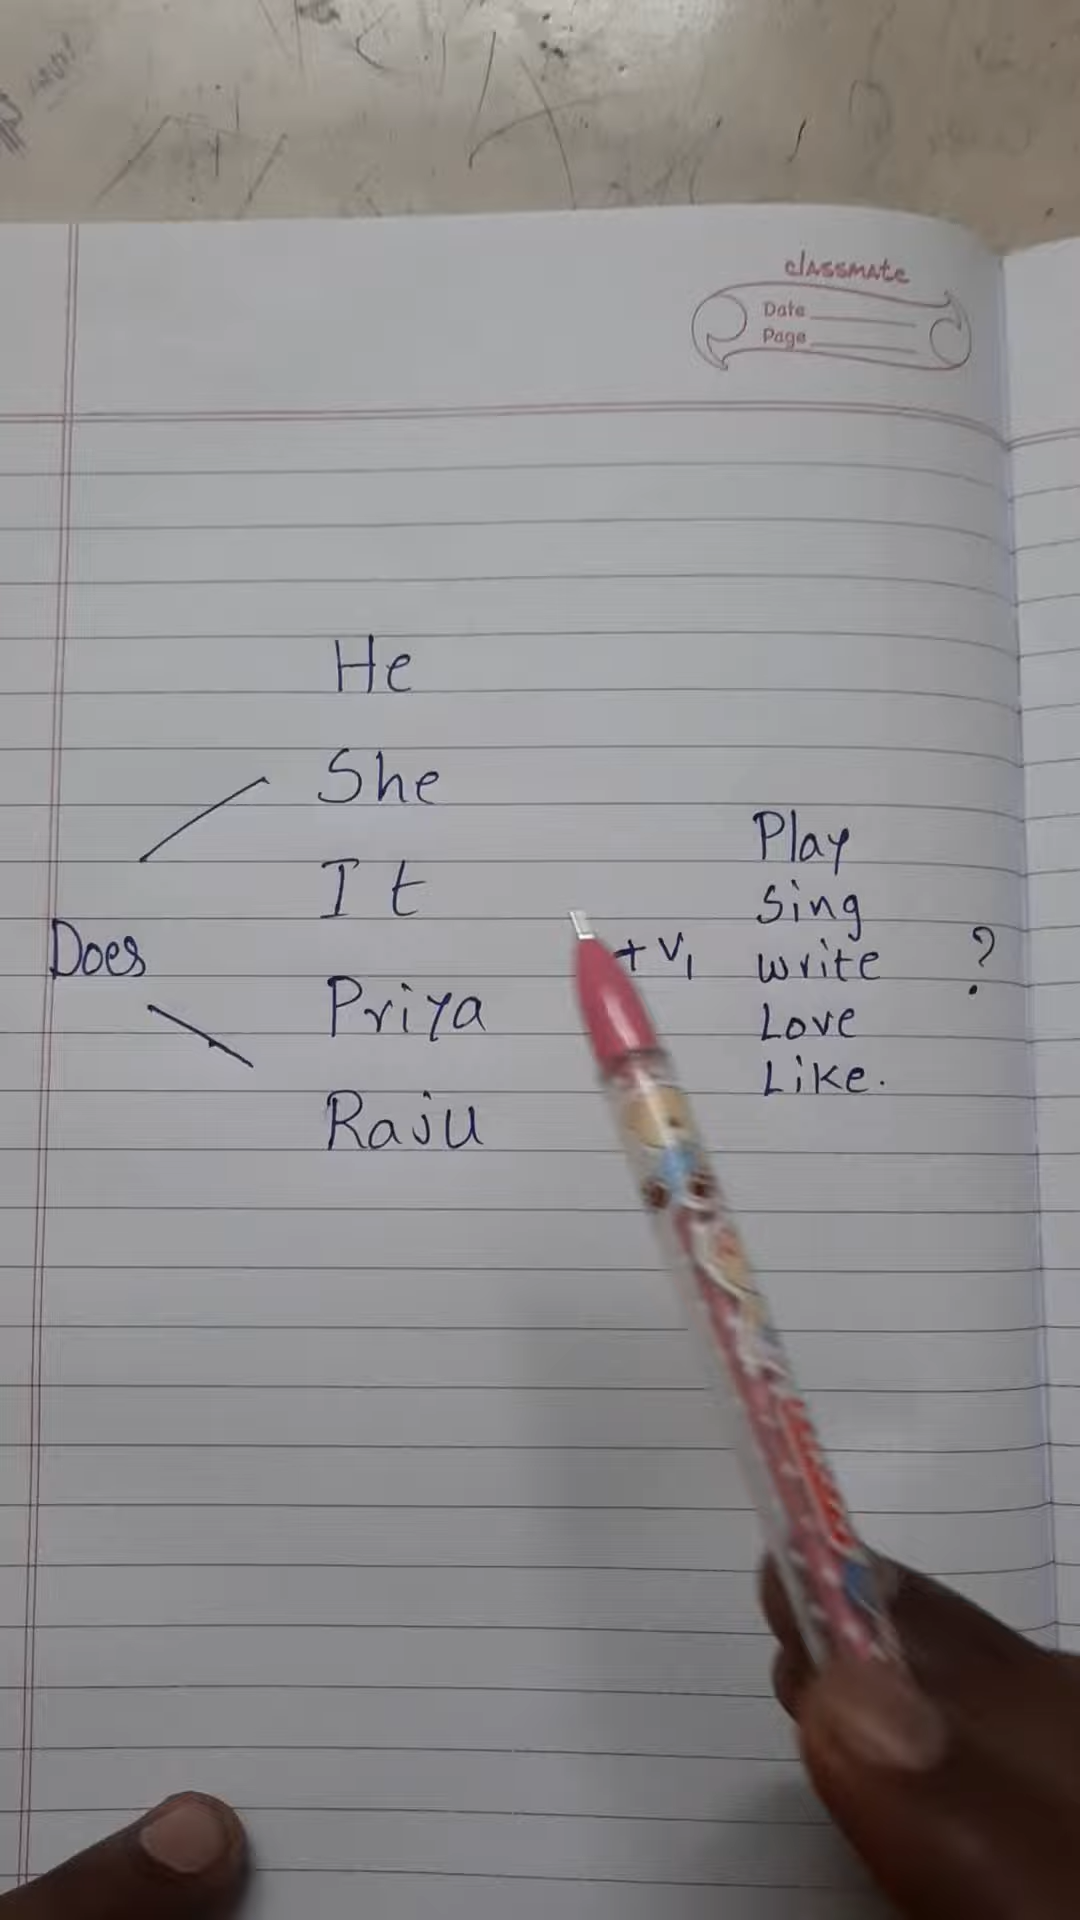 classmate
Date
Page
He
She
It
Does
Priya
Raju
+ V1
Play
Sing
write
Love
Like.
?